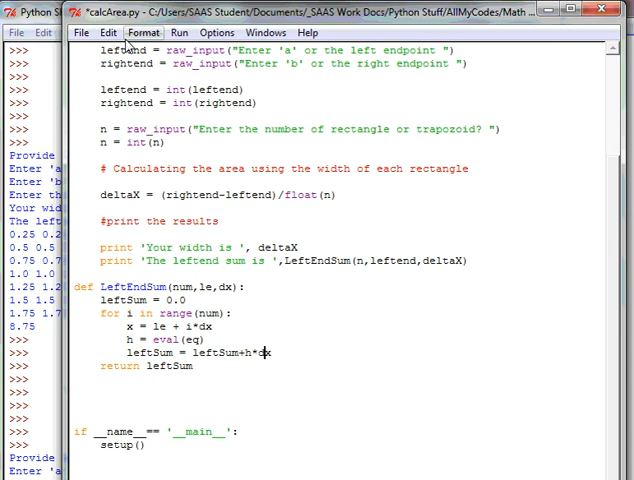 Python S
*calcArea.py - C:/Users/SAAS Student/Documents/_SAAS Work Docs/Python Stuff/AllMyCodes/Math ...
File Edit
File Edit Format Run Options Windows Help
>>> leftend = raw_input("Enter 'a' or the left endpoint ")
>>> rightend = raw_input("Enter 'b' or the right endpoint ")
>>>
>>> leftend = int(leftend)
>>> rightend = int(rightend)
>>>
>>> n = raw_input("Enter the number of rectangle or trapozoid? ")
>>> n = int(n)
Provide
Enter 'a # Calculating the area using the width of each rectangle
Enter 'b
Enter th deltaX = (rightend-leftend)/float(n)
Your wid
The left #print the results
0.25 0.2
0.5 0.5 print 'Your width is ', deltaX
0.75 0.7 print 'The leftend sum is ',LeftEndSum(n,leftend,deltaX)
1.0 1.0
1.25 1.2 def LeftEndSum(num,le,dx):
1.5 1.5 leftSum = 0.0
1.75 1.7 for i in range(num):
8.75 x = le + i*dx
>>> h = eval(eq)
>>> leftSum = leftSum+h*dx
>>> return leftSum
>>>
>>>
>>>
>>>
>>> if __name__== '__main__':
>>> setup()
Provide
Enter 'a